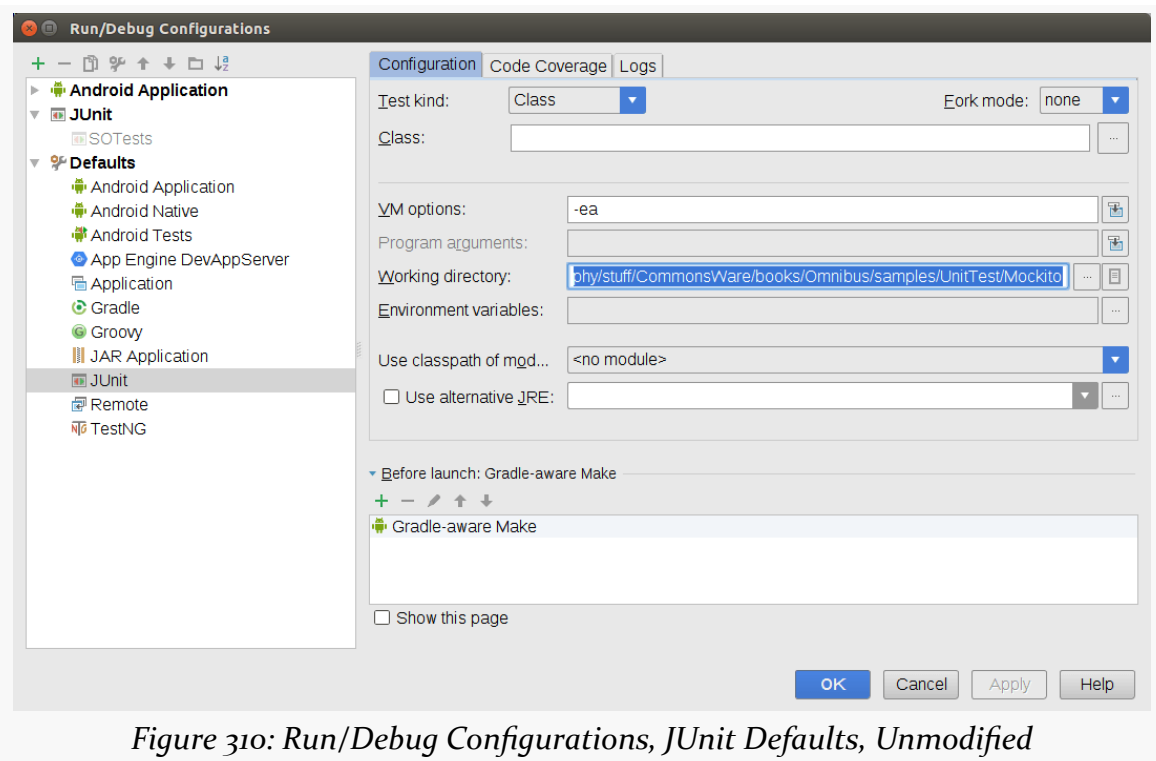 Run/Debug Configurations
Configuration Code Coverage Logs
Android Application
JUnit
SOTests
Defaults
Android Application
Android Native
Android Tests
App Engine DevAppServer
Application
Gradle
Groovy
JAR Application
JUnit
Remote
TestNG
Test kind: Class Fork mode: none
Class: ...
VM options: -ea
Program arguments:
Working directory: phy/stuff/CommonsWare/books/Omnibus/samples/UnitTest/Mockito ...
Environment variables: ...
Use classpath of mod... <no module>
Use alternative JRE: ...
Before launch: Gradle-aware Make
Gradle-aware Make
Show this page
OK Cancel Apply Help
Figure 310: Run/Debug Configurations, JUnit Defaults, Unmodified